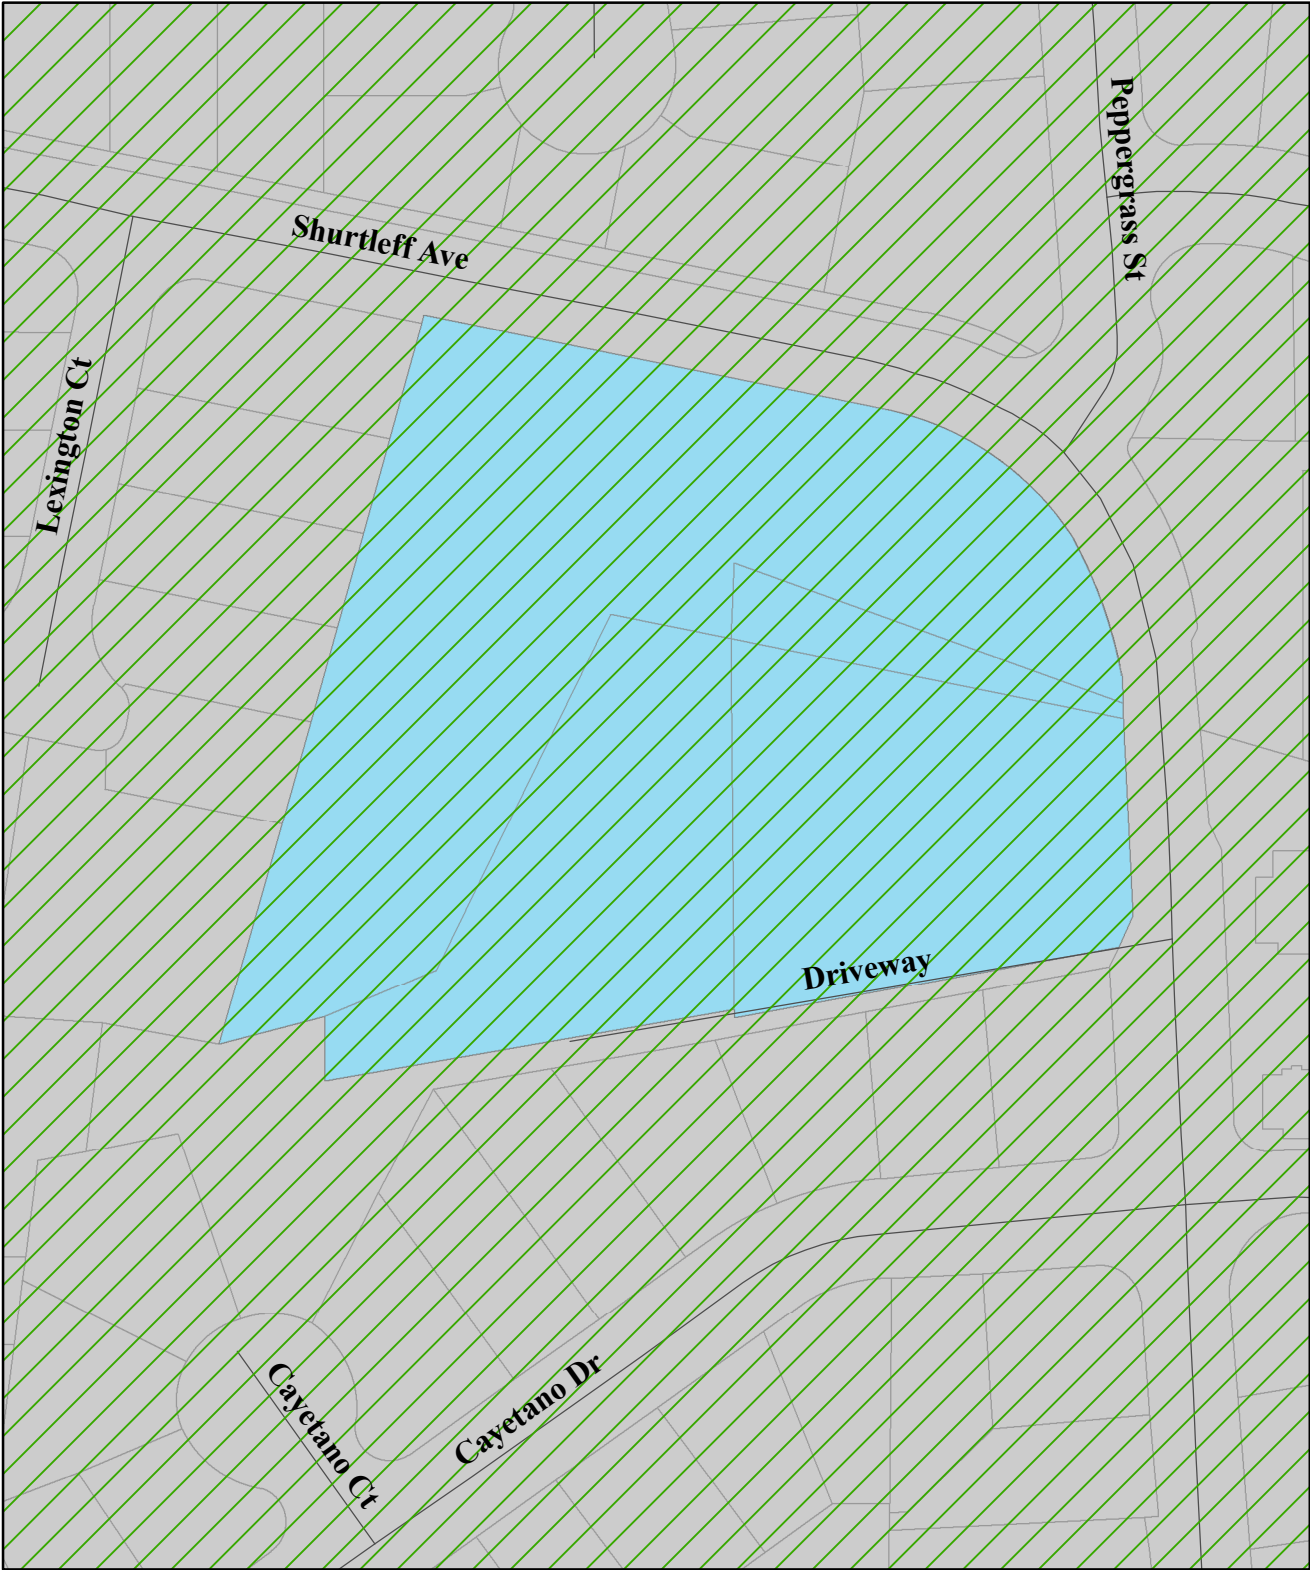 Peppergrass St
Shurtleff Ave
Lexington Ct
Driveway
Cayetano Dr
Cayetano Ct